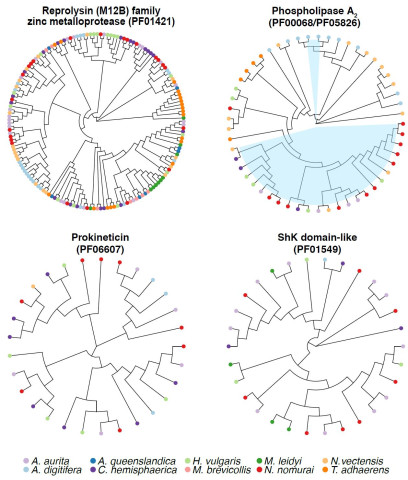 Reprolysin (M12B) family
zinc metalloprotease (PF01421)
Phospholipase A2
(PF00068/PF05826)
Prokineticin
(PF06607)
ShK domain-like
(PF01549)
A. aurita
A. queenslandica
H. vulgaris
M. leidyi
N.vectensis
A. digitifera
C. hemisphaerica
M. brevicollis
N. nomurai
T. adhaerens